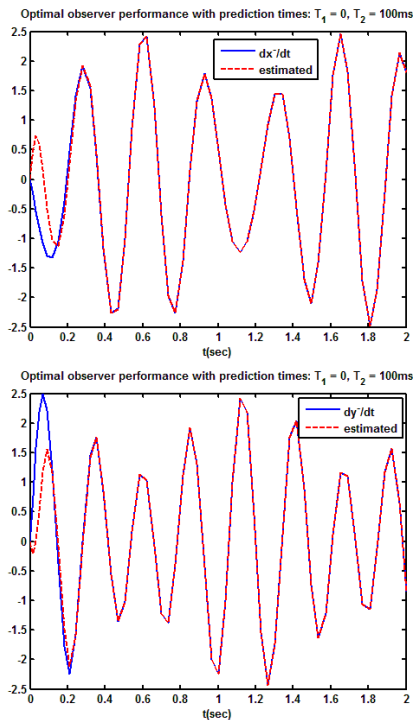 Optimal observer performance with prediction times: T₁ = 0, T₂ = 100ms
2.5
2
1.5
1
0.5
0
-0.5
-1
-1.5
-2
-2.5
dx⁻/dt
estimated
0 0.2 0.4 0.6 0.8 1 1.2 1.4 1.6 1.8 2
t(sec)
Optimal observer performance with prediction times: T₁ = 0, T₂ = 100ms
2.5
2
1.5
1
0.5
0
-0.5
-1
-1.5
-2
-2.5
dy⁻/dt
estimated
0 0.2 0.4 0.6 0.8 1 1.2 1.4 1.6 1.8 2
t(sec)